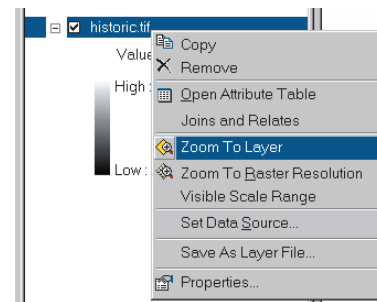 historic.tif
Value
High :
Low :
Copy
Remove
Open Attribute Table
Joins and Relates
Zoom To Layer
Zoom To Raster Resolution
Visible Scale Range
Set Data Source...
Save As Layer File...
Properties...